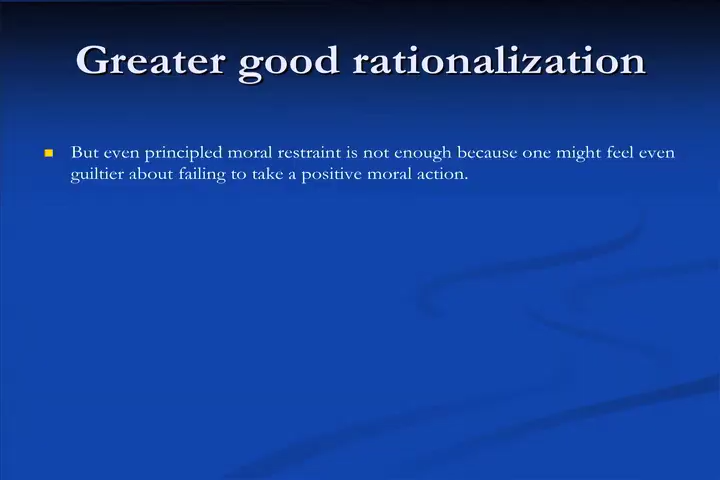 Greater good rationalization
But even principled moral restraint is not enough because one might feel even
guiltier about failing to take a positive moral action.